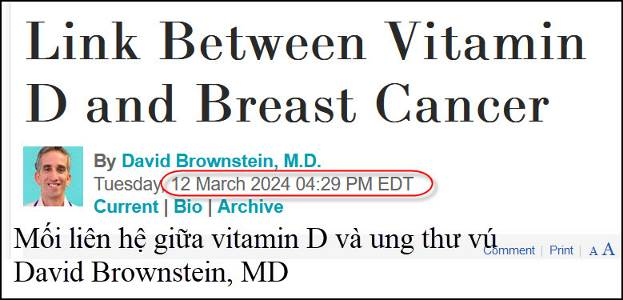 Link Between Vitamin
D and Breast Cancer
By David Brownstein, M.D.
Tuesday, 12 March 2024 04:29 PM EDT
Current | Bio | Archive
Mối liên hệ giữa vitamin D và ung thư vú
Comment | Print | A A
David Brownstein, MD